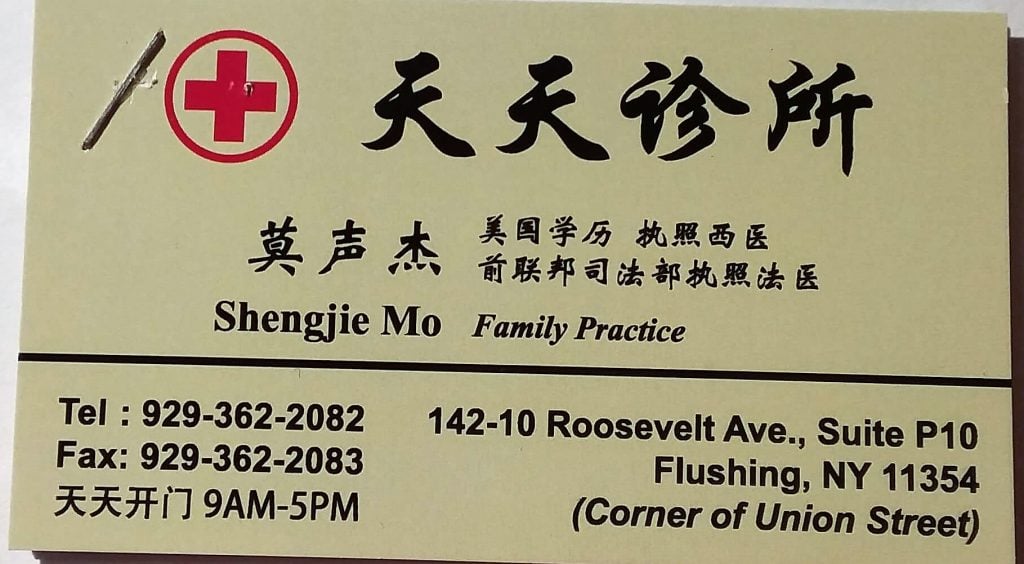 天天诊所
莫声杰 美国学历 执照西医
前联邦司法部执照法医
Shengjie Mo Family Practice
Tel : 929-362-2082
Fax: 929-362-2083
天天开门 9AM-5PM
142-10 Roosevelt Ave., Suite P10
Flushing, NY 11354
(Corner of Union Street)